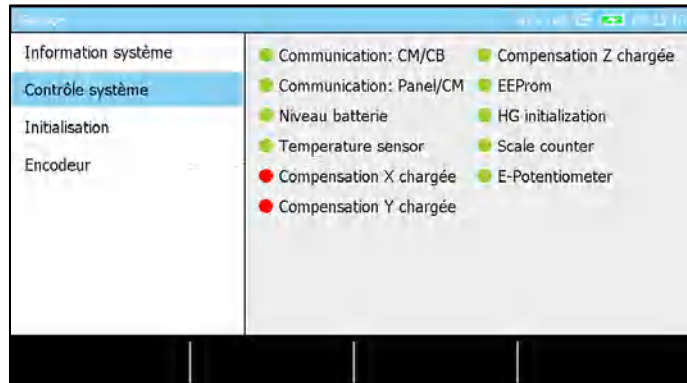 Information système
Contrôle système
Initialisation
Encodeur
Communication: CM/CB
Communication: Panel/CM
Niveau batterie
Temperature sensor
Compensation X chargée
Compensation Y chargée
Compensation Z chargée
EEProm
HG initialization
Scale counter
E-Potentiometer